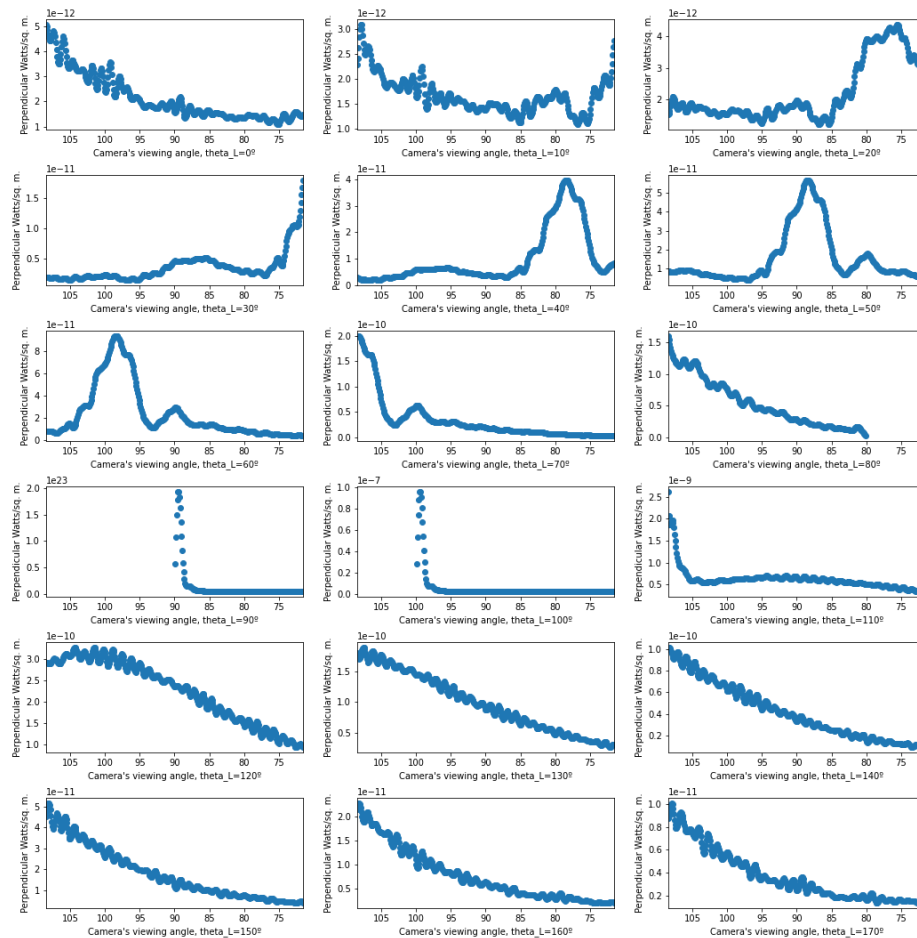 1e−12
Perpendicular Watts/sq. m.
5
4
3
2
1
105 100 95 90 85 80 75
Camera's viewing angle, theta_L=0º
1e−12
Perpendicular Watts/sq. m.
3.0
2.5
2.0
1.5
1.0
105 100 95 90 85 80 75
Camera's viewing angle, theta_L=10º
1e−12
Perpendicular Watts/sq. m.
4
3
2
105 100 95 90 85 80 75
Camera's viewing angle, theta_L=20º
1e−11
Perpendicular Watts/sq. m.
1.5
1.0
0.5
105 100 95 90 85 80 75
Camera's viewing angle, theta_L=30º
1e−11
Perpendicular Watts/sq. m.
4
3
2
1
0
105 100 95 90 85 80 75
Camera's viewing angle, theta_L=40º
1e−11
Perpendicular Watts/sq. m.
5
4
3
2
1
105 100 95 90 85 80 75
Camera's viewing angle, theta_L=50º
1e−11
Perpendicular Watts/sq. m.
8
6
4
2
0
105 100 95 90 85 80 75
Camera's viewing angle, theta_L=60º
1e−10
Perpendicular Watts/sq. m.
2.0
1.5
1.0
0.5
0.0
105 100 95 90 85 80 75
Camera's viewing angle, theta_L=70º
1e−10
Perpendicular Watts/sq. m.
1.5
1.0
0.5
0.0
105 100 95 90 85 80 75
Camera's viewing angle, theta_L=80º
1e23
Perpendicular Watts/sq. m.
2.0
1.5
1.0
0.5
0.0
105 100 95 90 85 80 75
Camera's viewing angle, theta_L=90º
1e−7
Perpendicular Watts/sq. m.
1.0
0.8
0.6
0.4
0.2
0.0
105 100 95 90 85 80 75
Camera's viewing angle, theta_L=100º
1e−9
Perpendicular Watts/sq. m.
2.5
2.0
1.5
1.0
0.5
105 100 95 90 85 80 75
Camera's viewing angle, theta_L=110º
1e−10
Perpendicular Watts/sq. m.
3.0
2.5
2.0
1.5
1.0
105 100 95 90 85 80 75
Camera's viewing angle, theta_L=120º
1e−10
Perpendicular Watts/sq. m.
1.5
1.0
0.5
105 100 95 90 85 80 75
Camera's viewing angle, theta_L=130º
1e−10
Perpendicular Watts/sq. m.
1.0
0.8
0.6
0.4
0.2
105 100 95 90 85 80 75
Camera's viewing angle, theta_L=140º
1e−11
Perpendicular Watts/sq. m.
5
4
3
2
1
105 100 95 90 85 80 75
Camera's viewing angle, theta_L=150º
1e−11
Perpendicular Watts/sq. m.
2.0
1.5
1.0
0.5
105 100 95 90 85 80 75
Camera's viewing angle, theta_L=160º
1e−11
Perpendicular Watts/sq. m.
1.0
0.8
0.6
0.4
0.2
105 100 95 90 85 80 75
Camera's viewing angle, theta_L=170º